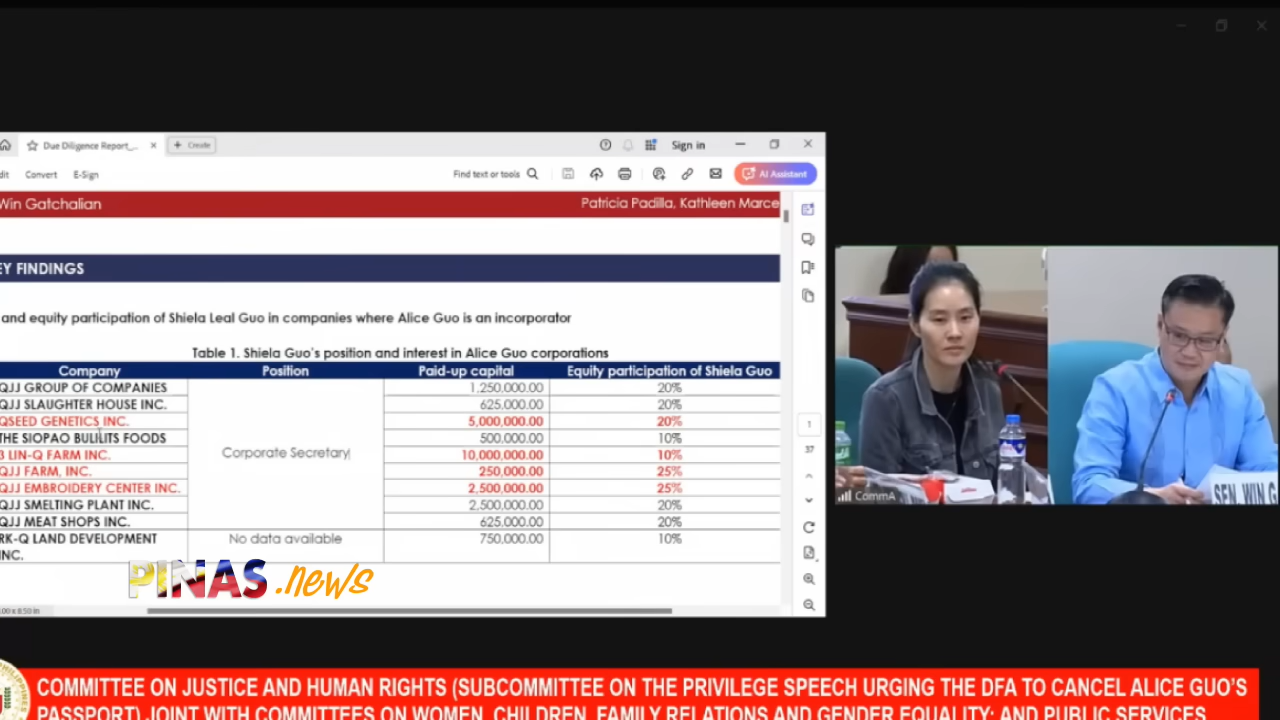 Due Diligence Report_...
Create
Sign in
dit
Convert
E-Sign
Find text or tools
AI Assistant
Win Gatchalian
Patricia Padilla, Kathleen Marce
EY FINDINGS
and equity participation of Shiela Leal Guo in companies where Alice Guo is an incorporator
Table 1. Shiela Guo's position and interest in Alice Guo corporations
Company Position Paid-up capital Equity participation of Shiela Guo
QJJ GROUP OF COMPANIES 1,250,000.00 20%
QJJ SLAUGHTER HOUSE INC. 625,000.00 20%
QSEED GENETICS INC. 5,000,000.00 20%
THE SIOPAO BULILITS FOODS 500,000.00 10%
3 LIN-Q FARM INC. 10,000,000.00 10%
Corporate Secretary
QJJ FARM, INC. 250,000.00 25%
QJJ EMBROIDERY CENTER INC. 2,500,000.00 25%
QJJ SMELTING PLANT INC. 2,500,000.00 20%
QJJ MEAT SHOPS INC. 625,000.00 20%
RK-Q LAND DEVELOPMENT No data available 750,000.00 10%
INC.
1
37
.00 x 8.50 in
PINAS.news
CommA
SEN. WIN G
COMMITTEE ON JUSTICE AND HUMAN RIGHTS (SUBCOMMITTEE ON THE PRIVILEGE SPEECH URGING THE DFA TO CANCEL ALICE GUO'S
PASSPORT) JOINT WITH COMMITTEES ON WOMEN, CHILDREN, FAMILY RELATIONS AND GENDER EQUALITY; AND PUBLIC SERVICES